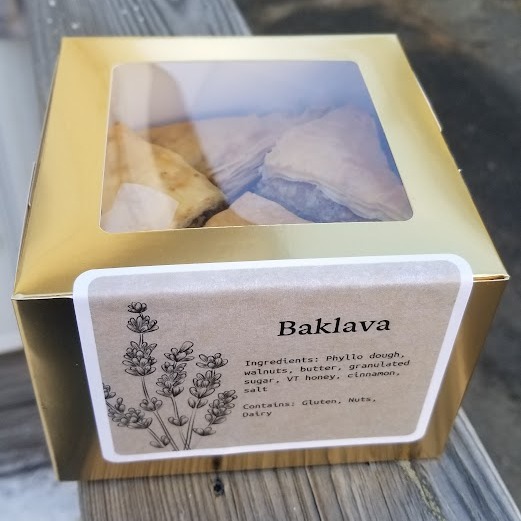 Baklava
Ingredients: Phyllo dough,
walnuts, butter, granulated
sugar, VT honey, cinnamon,
salt
Contains: Gluten, Nuts,
Dairy